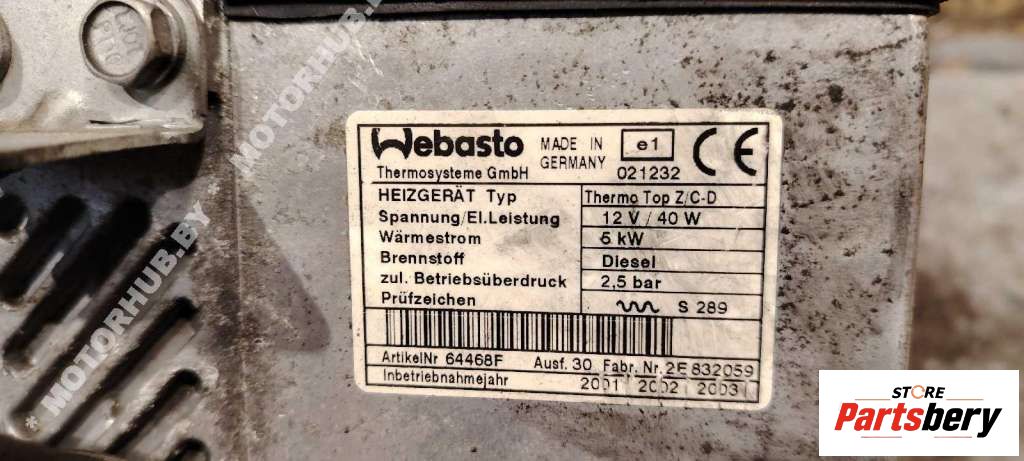 Webasto
MADE IN
GERMANY
e1
CE
Thermosysteme GmbH
021232
HEIZGERÄT Typ
Thermo Top Z/C-D
Spannung/El.Leistung
12 V / 40 W
Wärmestrom
5 kW
Brennstoff
Diesel
zul. Betriebsüberdruck
2,5 bar
Prüfzeichen
S 289
ArtikelNr 64468F
Ausf. 30
Fabr. Nr. 2E 832059
Inbetriebnahmejahr
2001 2002 2003
MOTORHUB.BY
* MOTORHUB.BY
STORE
Partsbery